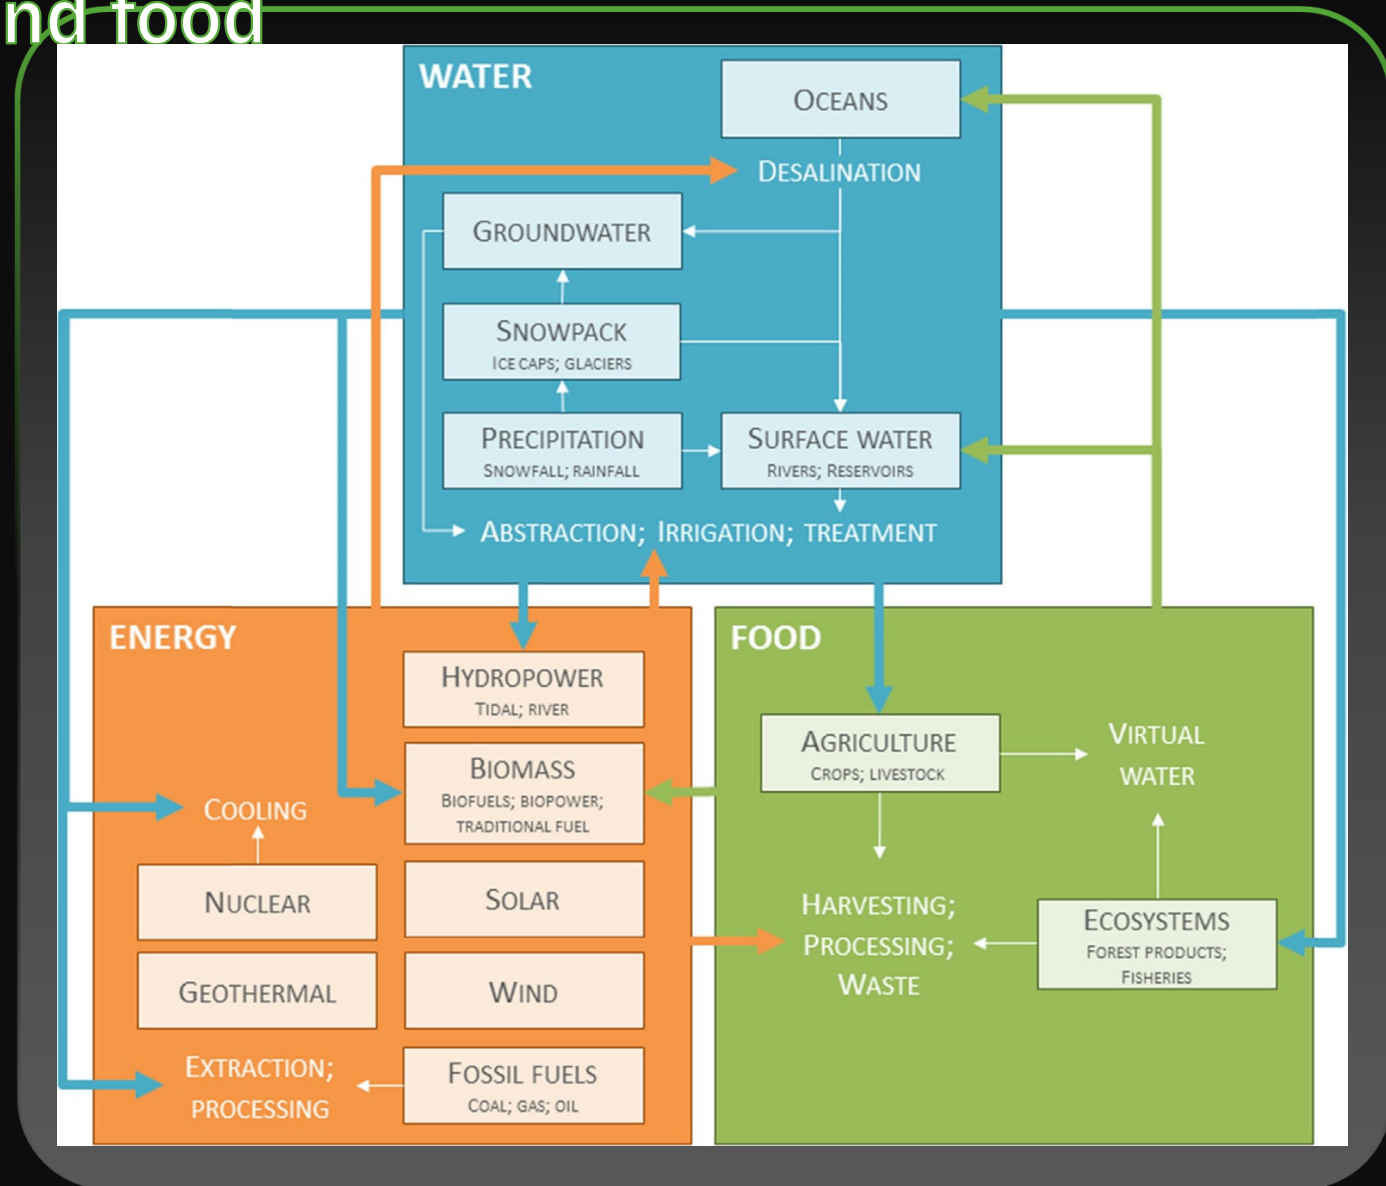 nd food
WATER
OCEANS
DESALINATION
GROUNDWATER
SNOWPACK
ICE CAPS; GLACIERS
PRECIPITATION
SNOWFALL; RAINFALL
SURFACE WATER
RIVERS; RESERVOIRS
ABSTRACTION; IRRIGATION; TREATMENT
ENERGY
HYDROPOWER
TIDAL; RIVER
BIOMASS
BIOFUELS; BIOPOWER;
TRADITIONAL FUEL
COOLING
NUCLEAR
SOLAR
GEOTHERMAL
WIND
EXTRACTION;
PROCESSING
FOSSIL FUELS
COAL; GAS; OIL
FOOD
AGRICULTURE
CROPS; LIVESTOCK
VIRTUAL
WATER
HARVESTING;
PROCESSING;
WASTE
ECOSYSTEMS
FOREST PRODUCTS;
FISHERIES